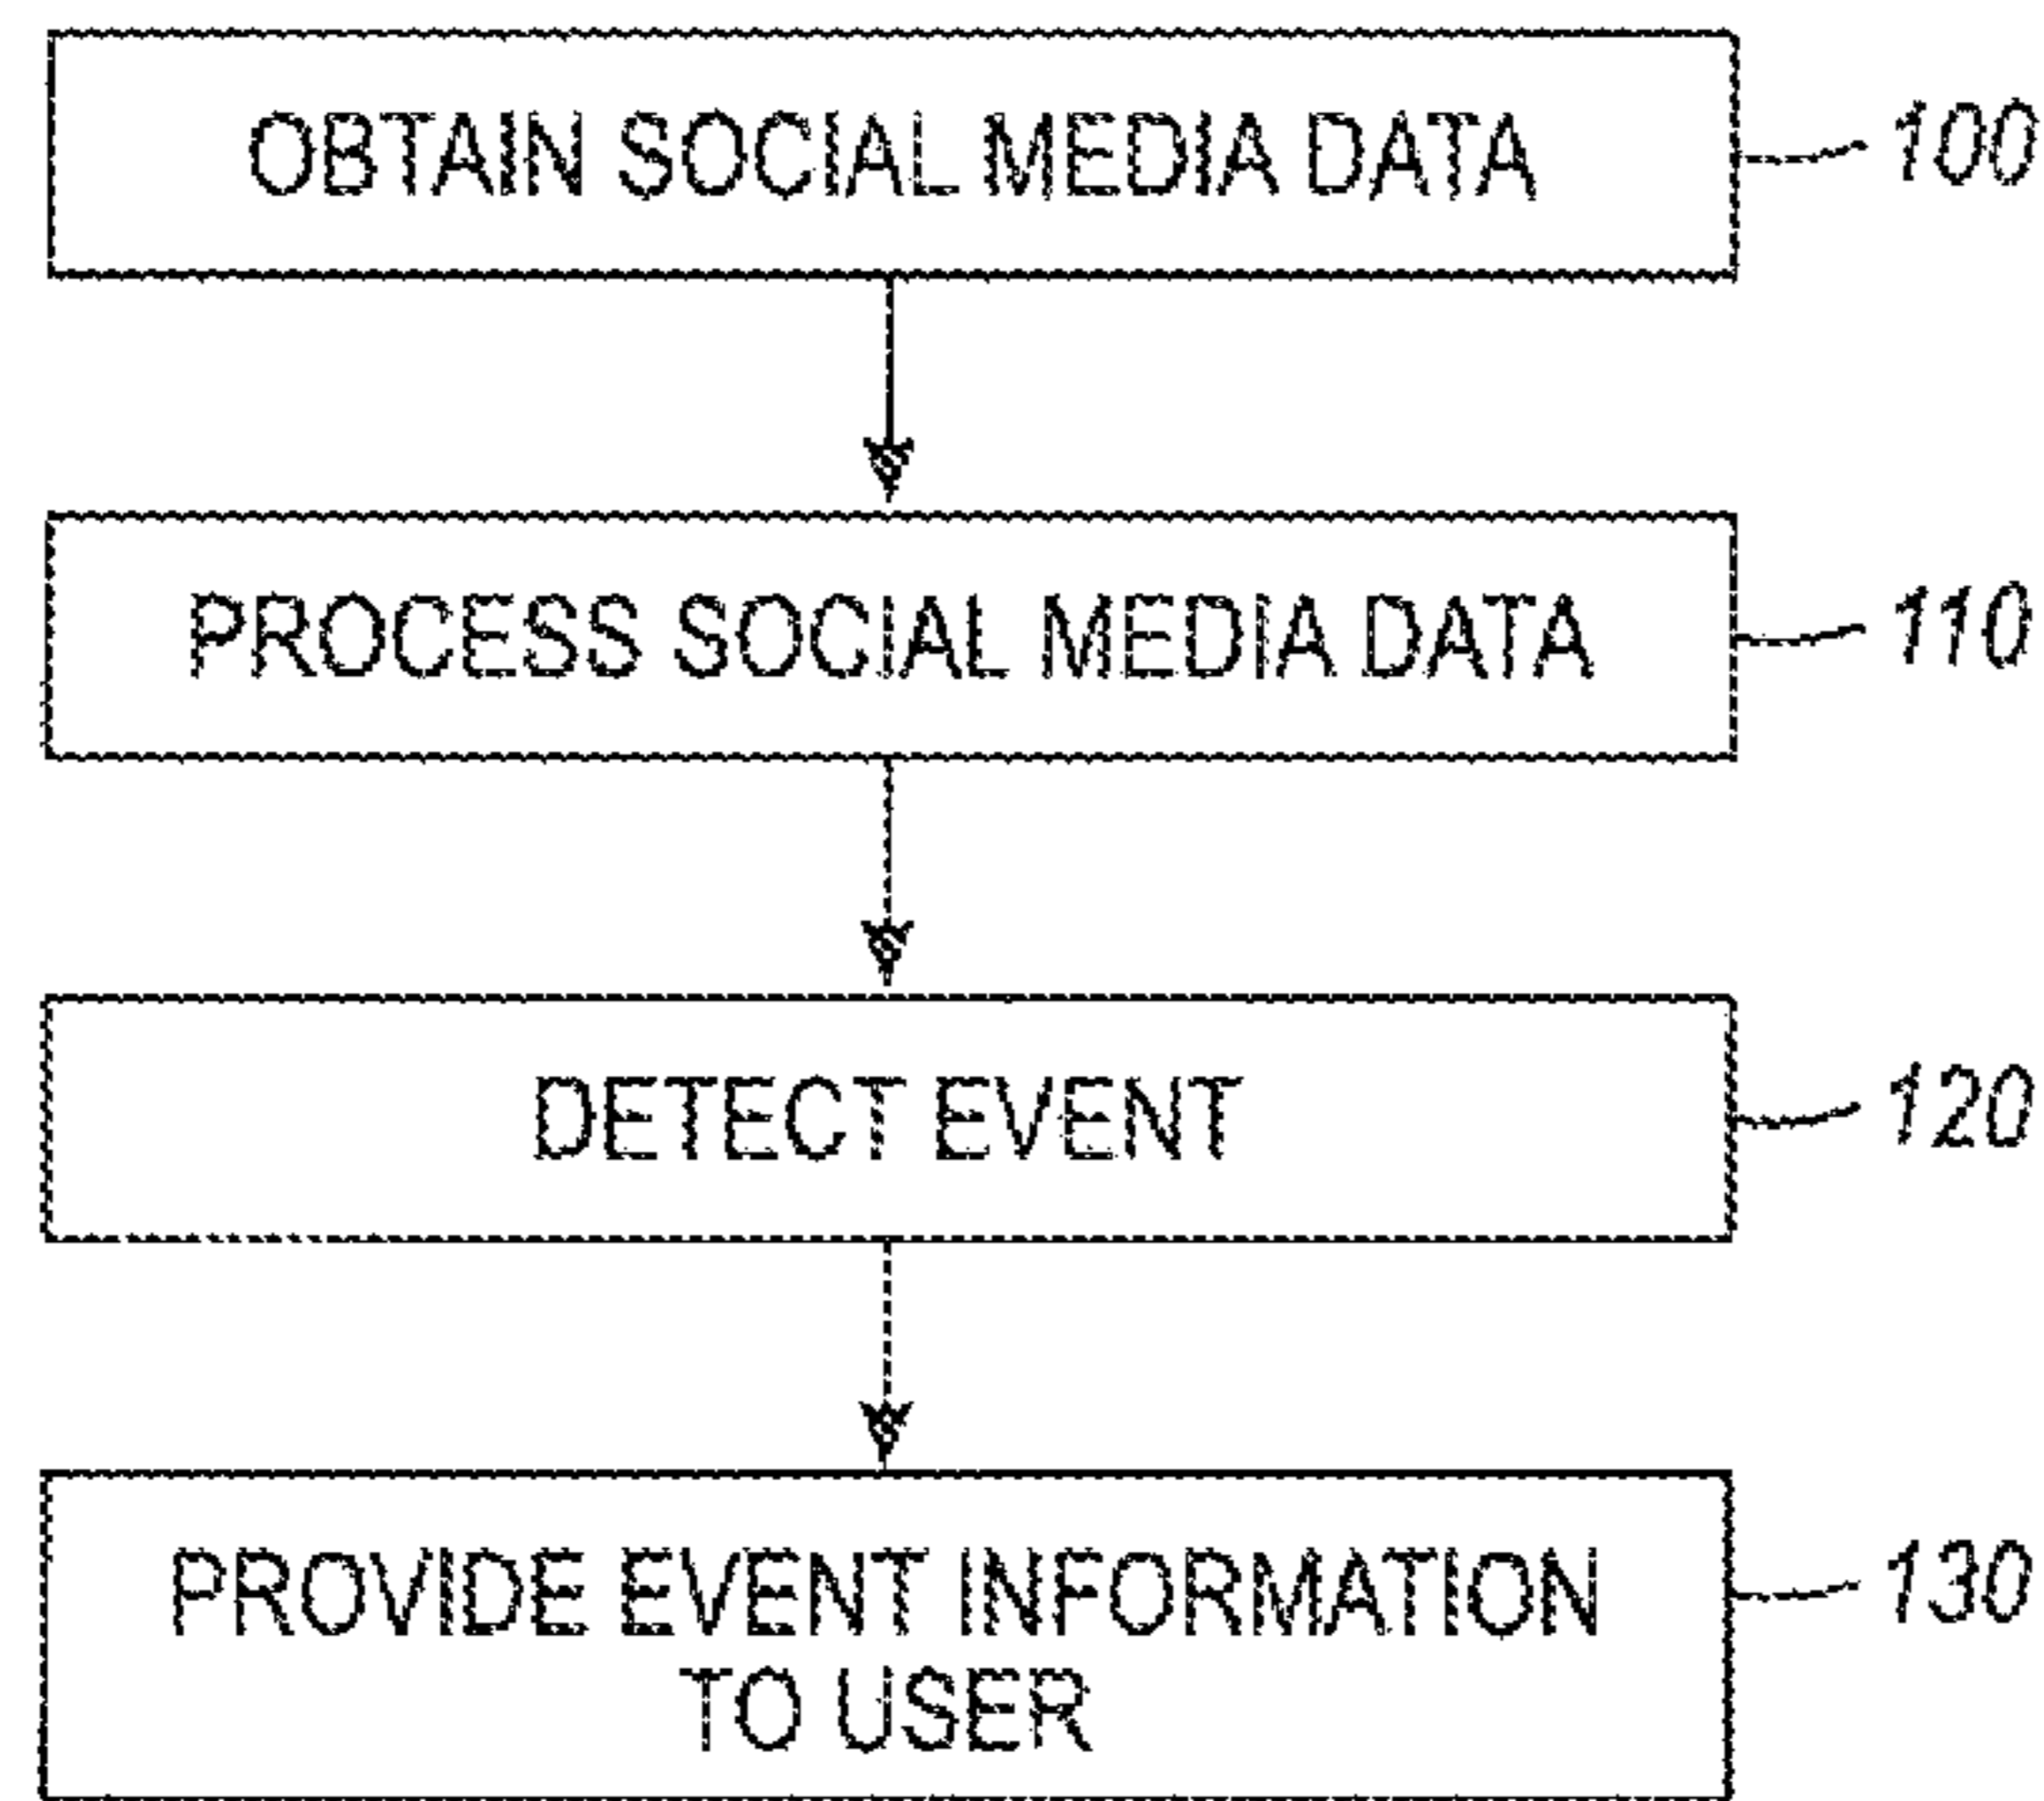 OBTAIN SOCIAL MEDIA DATA
100
PROCESS SOCIAL MEDIA DATA
110
DETECT EVENT
120
PROVIDE EVENT INFORMATION
130
TO USER